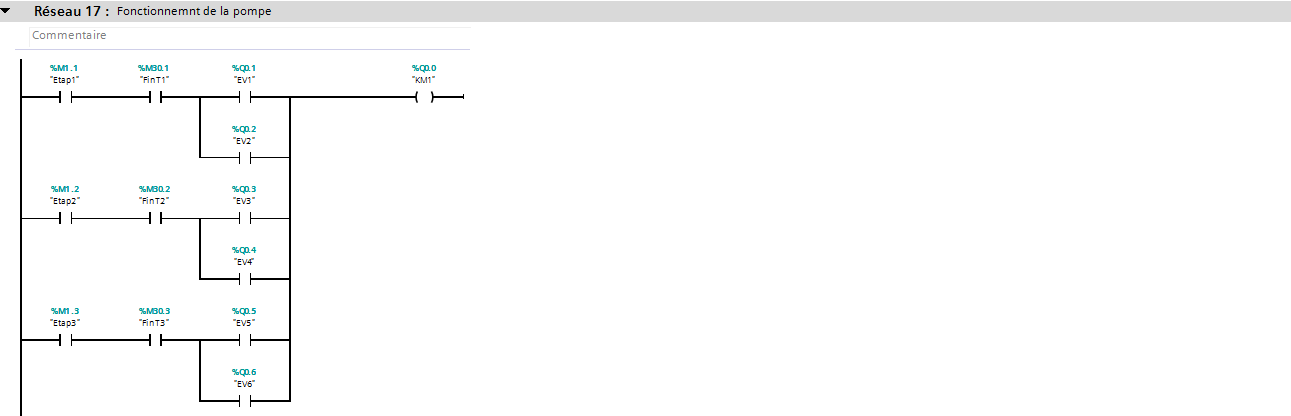 Réseau 17 : Fonctionnemnt de la pompe
Commentaire
%M1.1 %M30.1 %Q0.1 %Q0.0
"Etap1" "FinT1" "EV1" "KM1"
%Q0.2
"EV2"
%M1.2 %M30.2 %Q0.3
"Etap2" "FinT2" "EV3"
%Q0.4
"EV4"
%M1.3 %M30.3 %Q0.5
"Etap3" "FinT3" "EV5"
%Q0.6
"EV6"